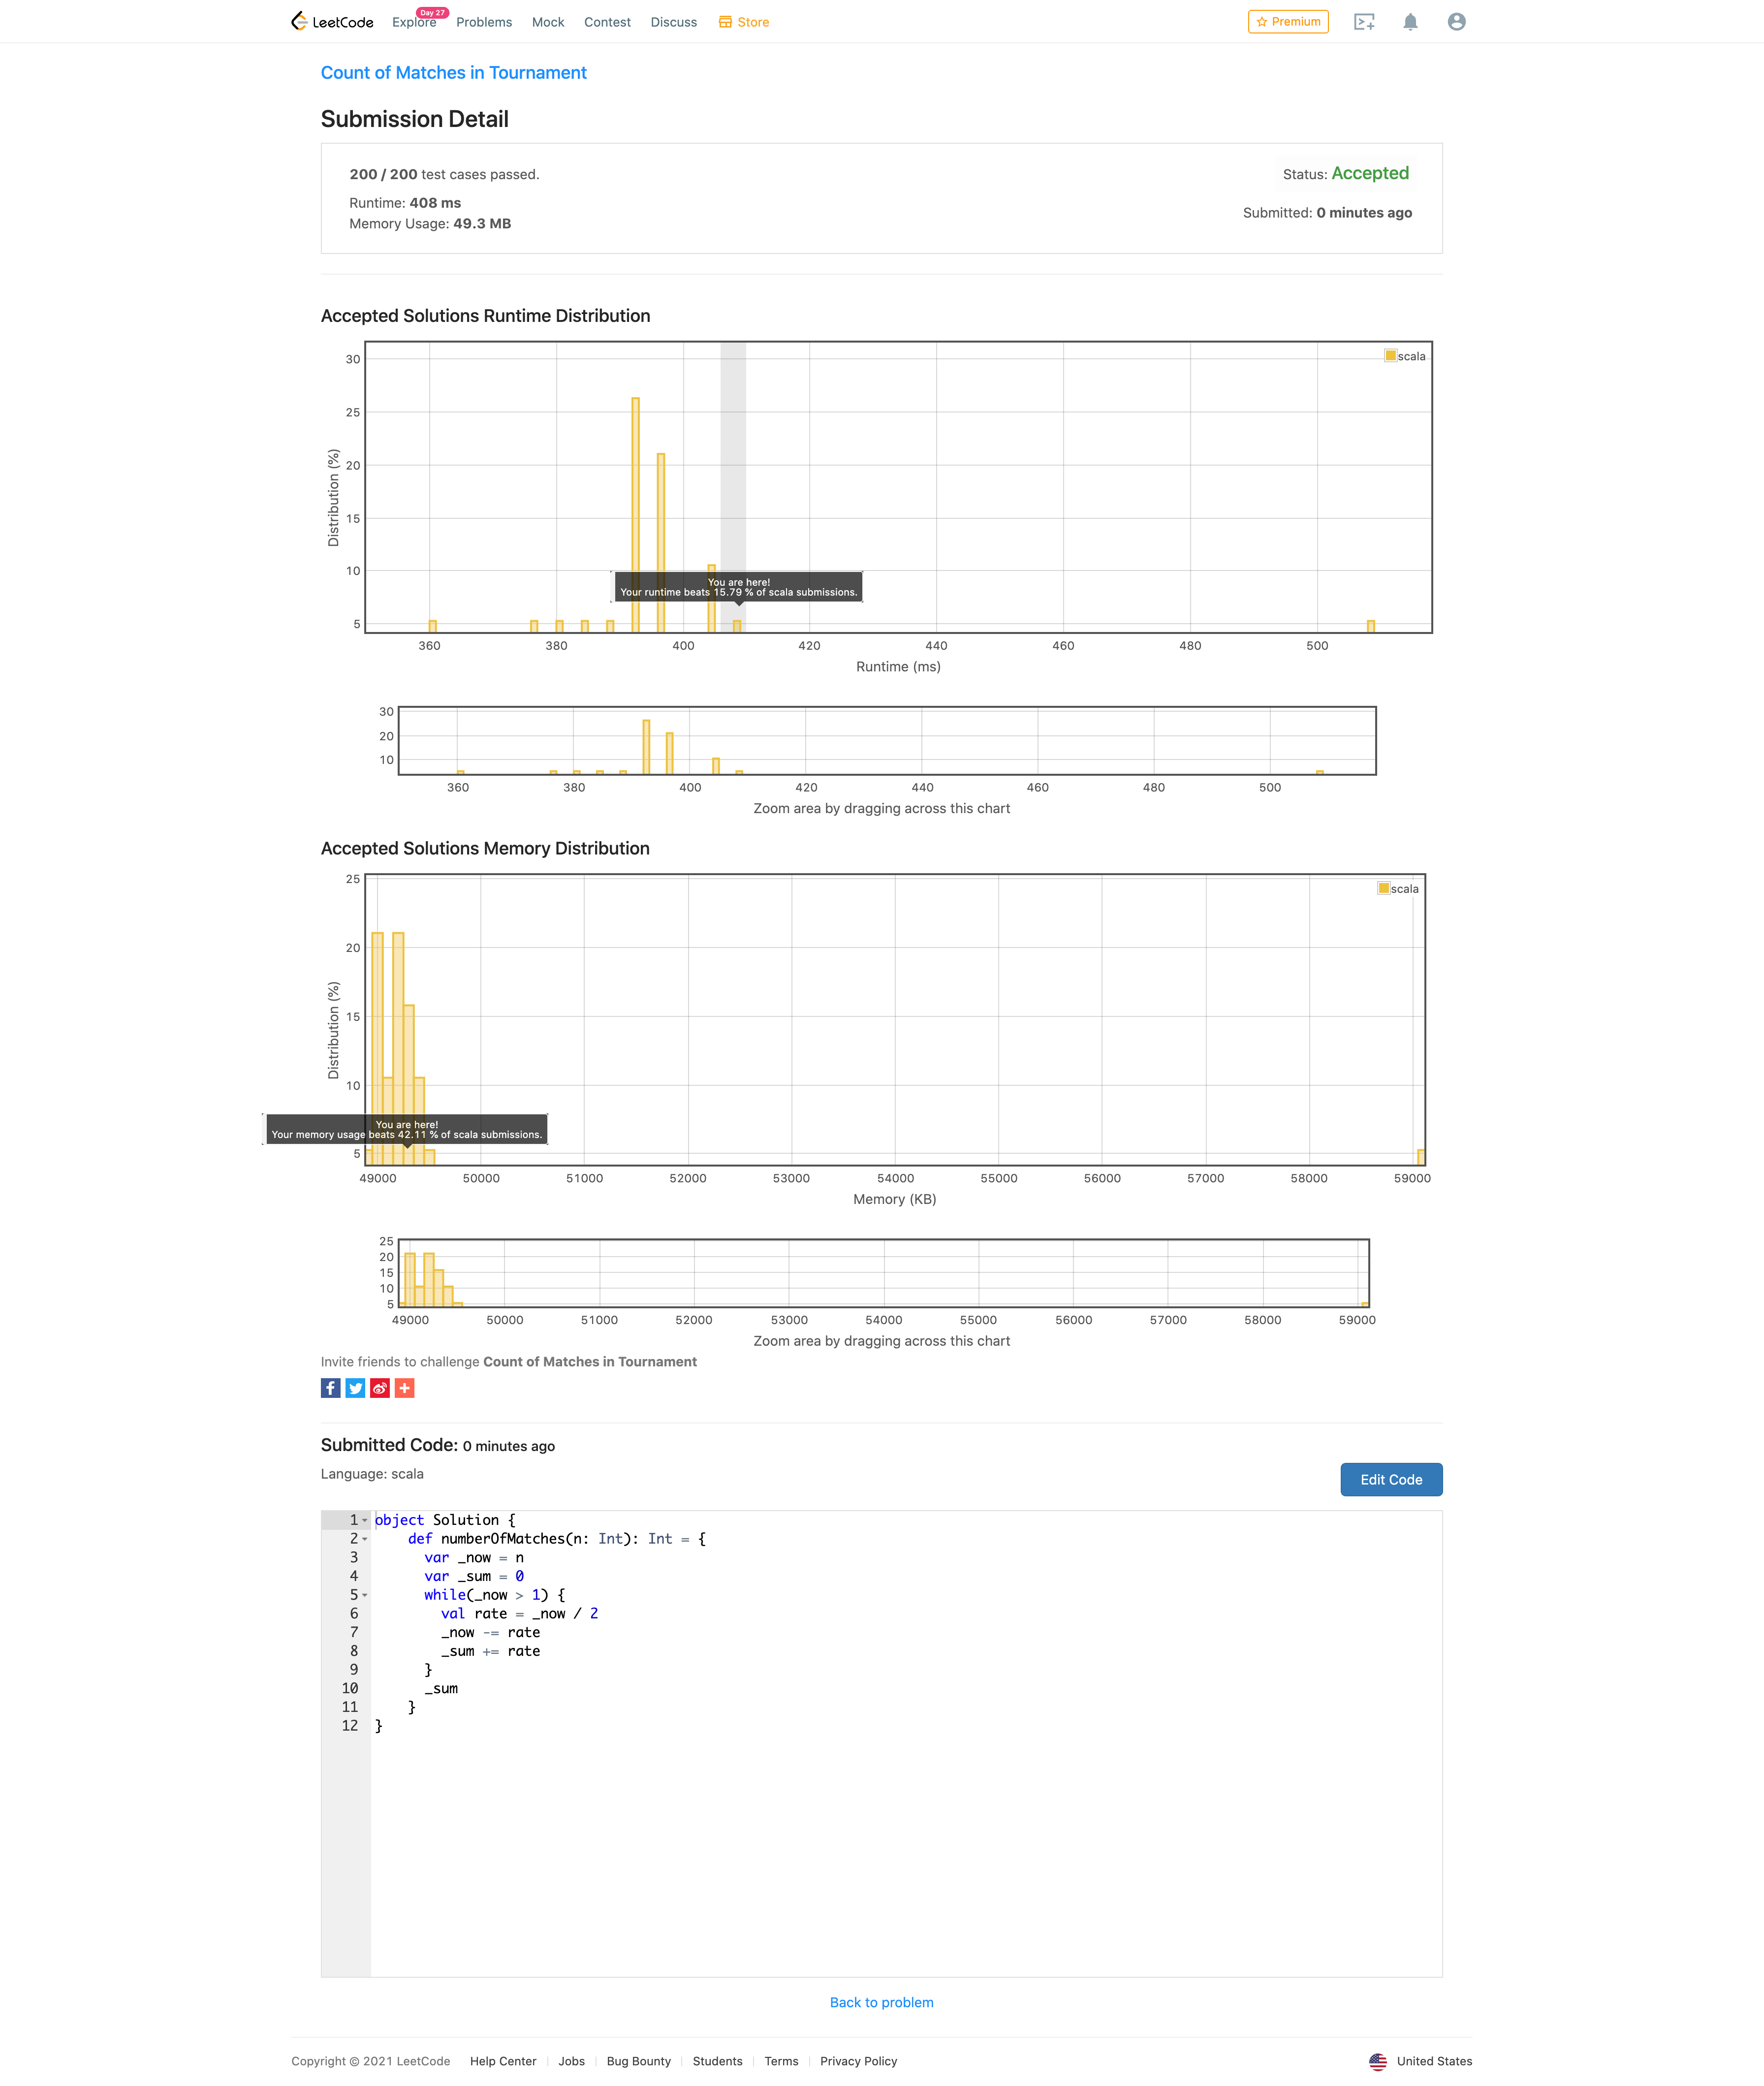 LeetCode
Explore
Day 27
Problems
Mock
Contest
Discuss
Store
Premium
Count of Matches in Tournament
Submission Detail
200 / 200 test cases passed.
Status: Accepted
Runtime: 408 ms
Submitted: 0 minutes ago
Memory Usage: 49.3 MB
Accepted Solutions Runtime Distribution
30
25
20
15
10
5
Distribution (%)
scala
You are here!
Your runtime beats 15.79 % of scala submissions.
360 380 400 420 440 460 480 500
Runtime (ms)
30
20
10
360 380 400 420 440 460 480 500
Zoom area by dragging across this chart
Accepted Solutions Memory Distribution
25
20
15
10
5
Distribution (%)
scala
You are here!
Your memory usage beats 42.11 % of scala submissions.
49000 50000 51000 52000 53000 54000 55000 56000 57000 58000 59000
Memory (KB)
25
20
15
10
5
49000 50000 51000 52000 53000 54000 55000 56000 57000 58000 59000
Zoom area by dragging across this chart
Invite friends to challenge Count of Matches in Tournament
Submitted Code: 0 minutes ago
Language: scala
Edit Code
1 object Solution {
2     def numberOfMatches(n: Int): Int = {
3       var _now = n
4       var _sum = 0
5       while(_now > 1) {
6         val rate = _now / 2
7         _now -= rate
8         _sum += rate
9       }
10       _sum
11     }
12 }
Back to problem
Copyright © 2021 LeetCode
Help Center
Jobs
Bug Bounty
Students
Terms
Privacy Policy
United States